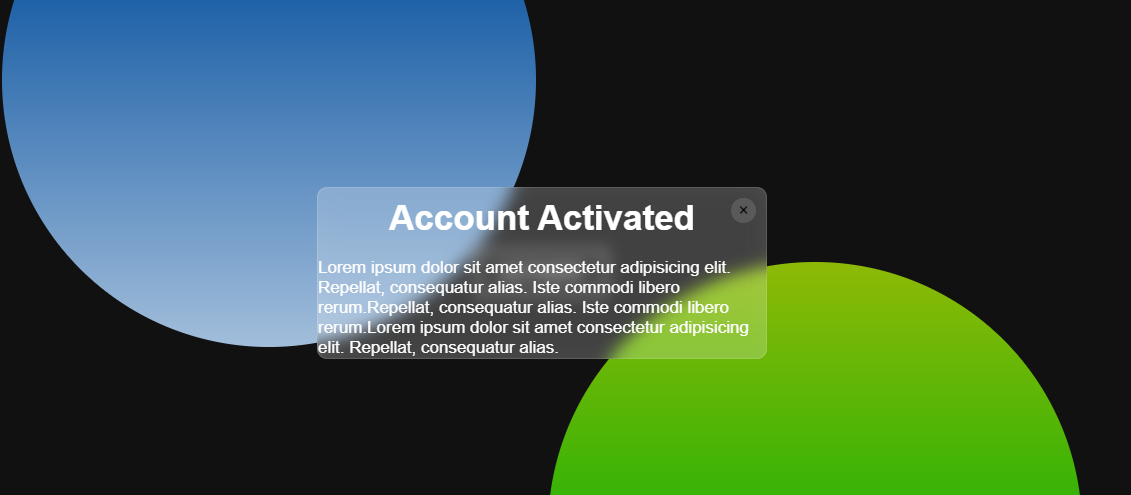 Account Activated
×
Lorem ipsum dolor sit amet consectetur adipisicing elit.
Repellat, consequatur alias. Iste commodi libero
rerum.Repellat, consequatur alias. Iste commodi libero
rerum.Lorem ipsum dolor sit amet consectetur adipisicing
elit. Repellat, consequatur alias.